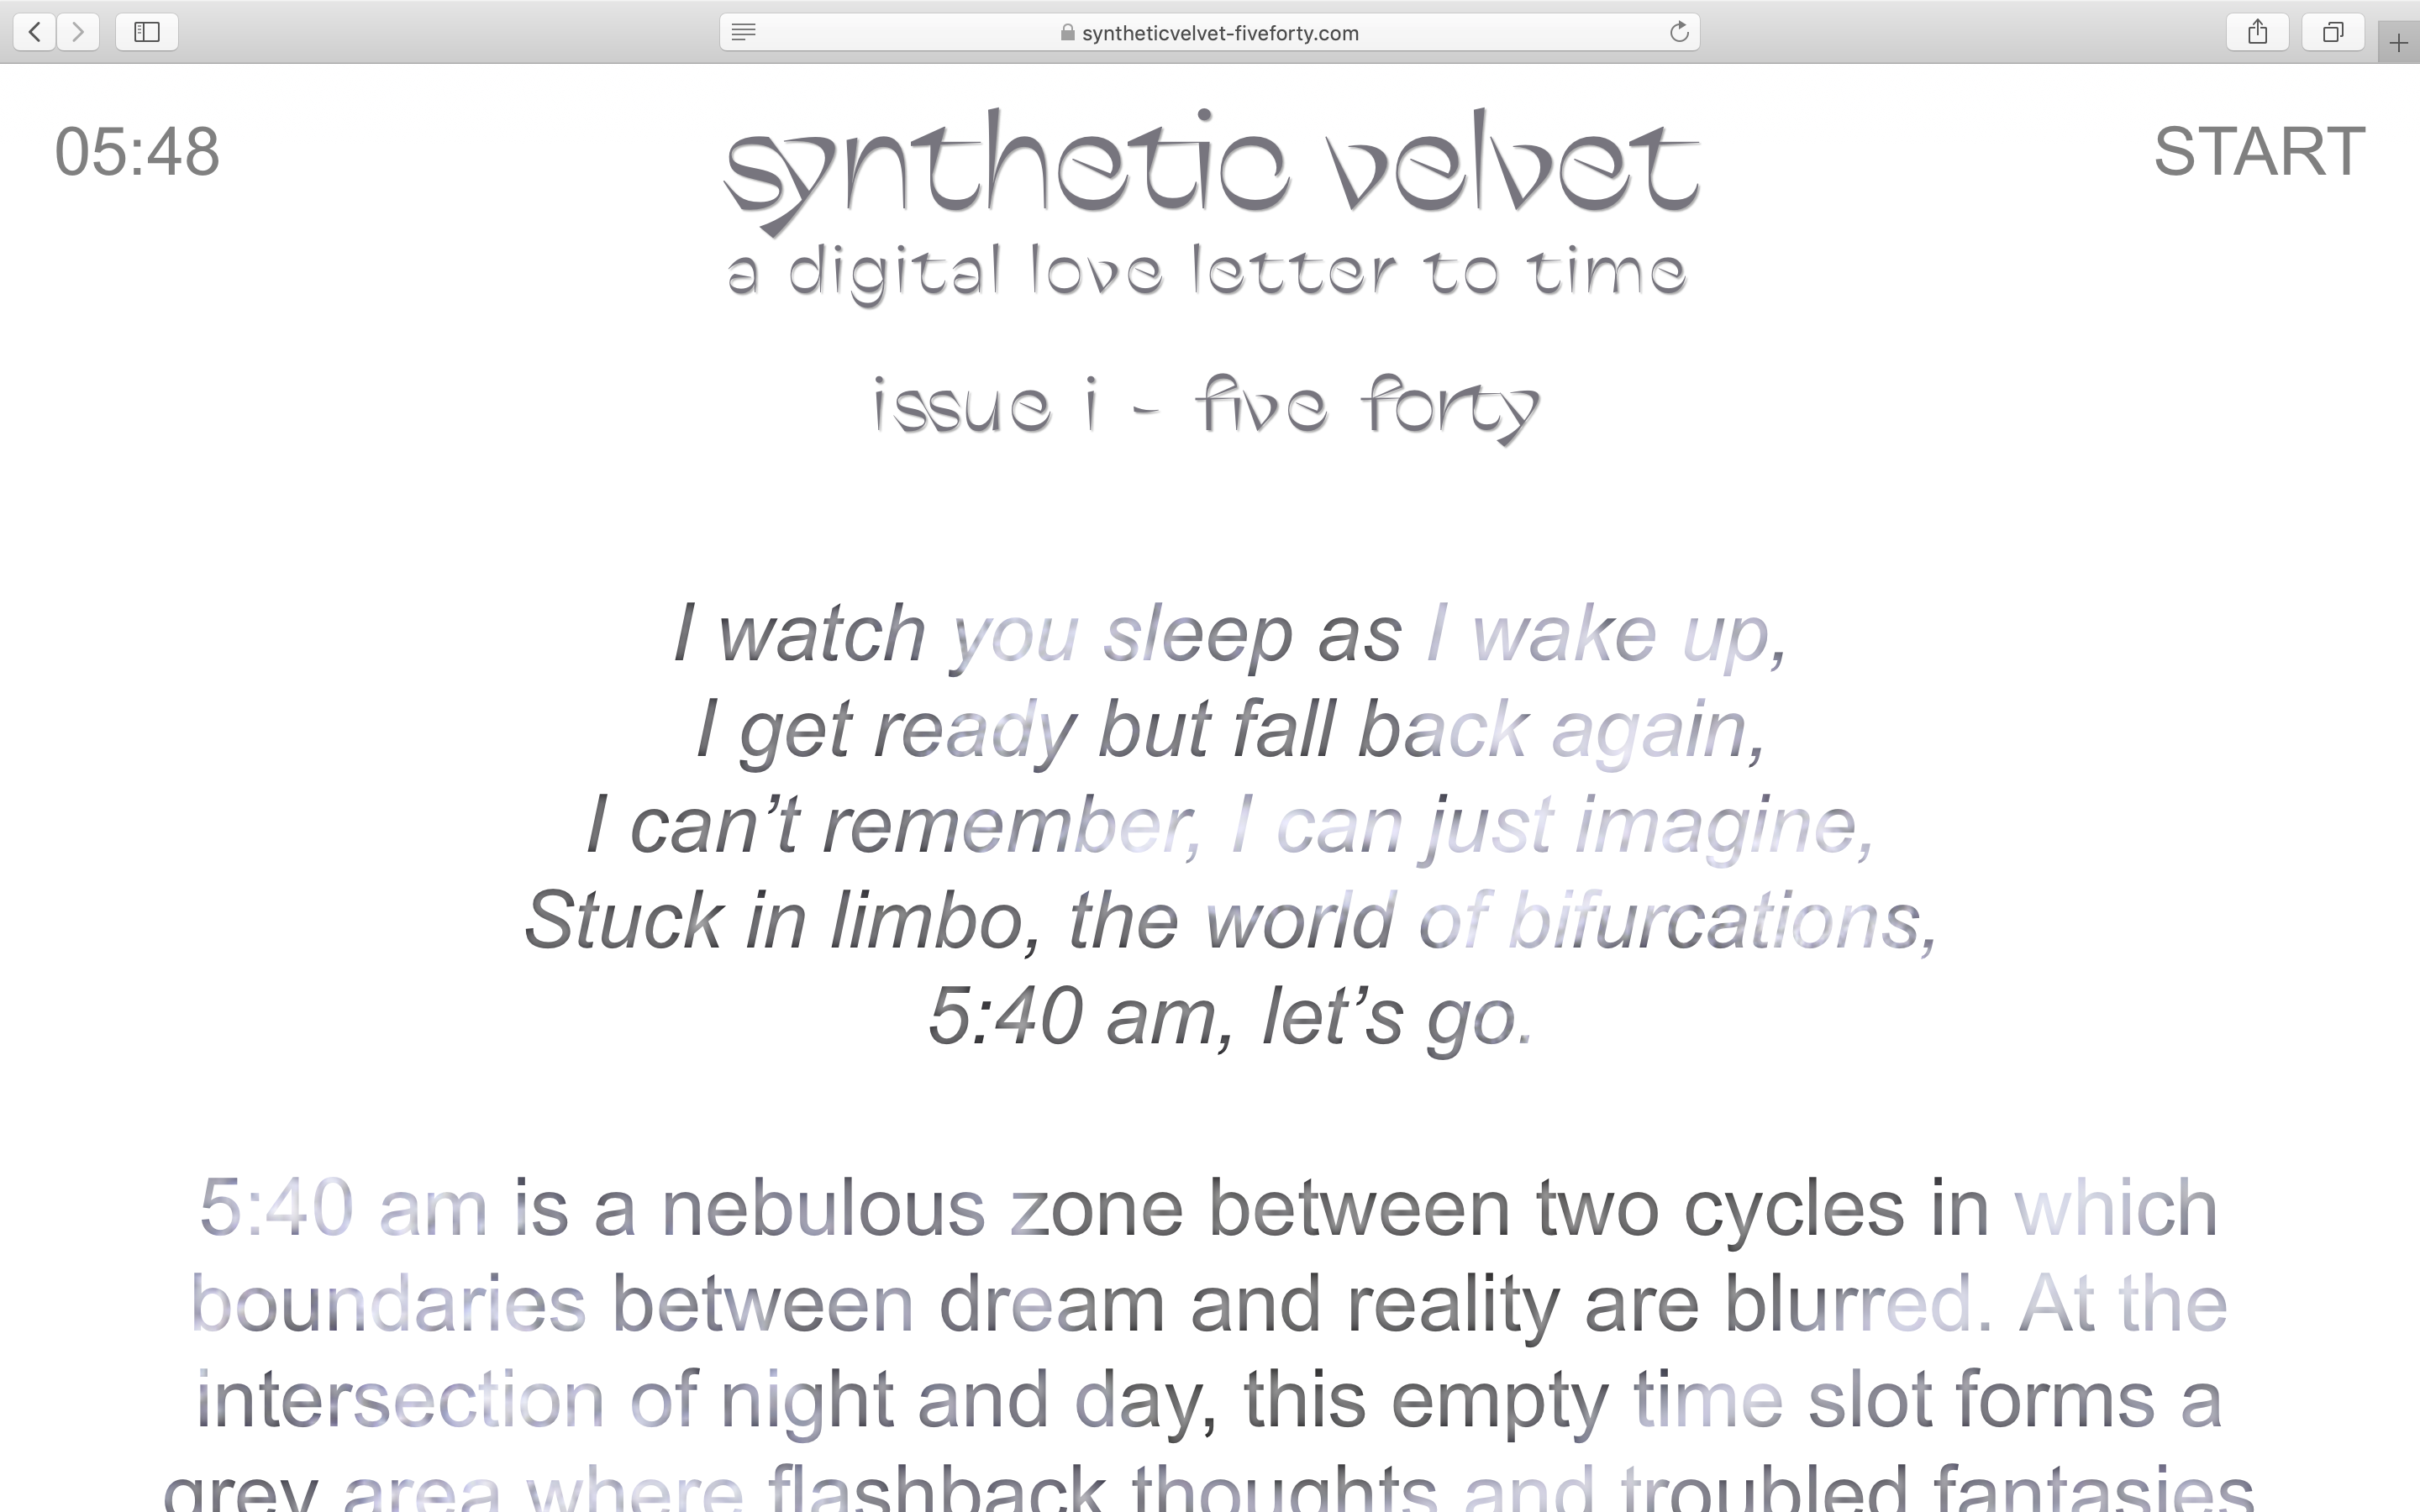 syntheticvelvet-fiveforty.com
05:48
synthetic velvet
START
a digital love letter to time
issue i - five forty
I watch you sleep as I wake up,
I get ready but fall back again,
I can’t remember, I can just imagine,
Stuck in limbo, the world of bifurcations,
5:40 am, let’s go.
5:40 am is a nebulous zone between two cycles in which
boundaries between dream and reality are blurred. At the
intersection of night and day, this empty time slot forms a
grey area where flashback thoughts and troubled fantasies